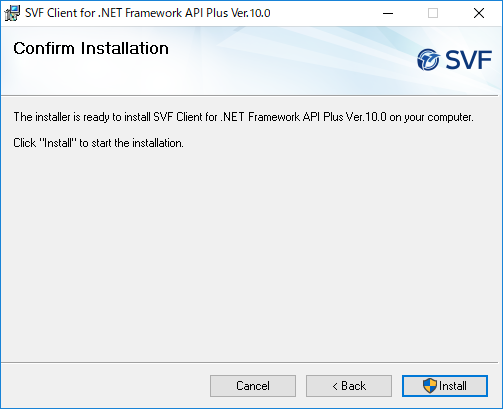 SVF Client for .NET Framework API Plus Ver.10.0
Confirm Installation
SVF
The installer is ready to install SVF Client for .NET Framework API Plus Ver.10.0 on your computer.
Click "Install" to start the installation.
Cancel
< Back
Install